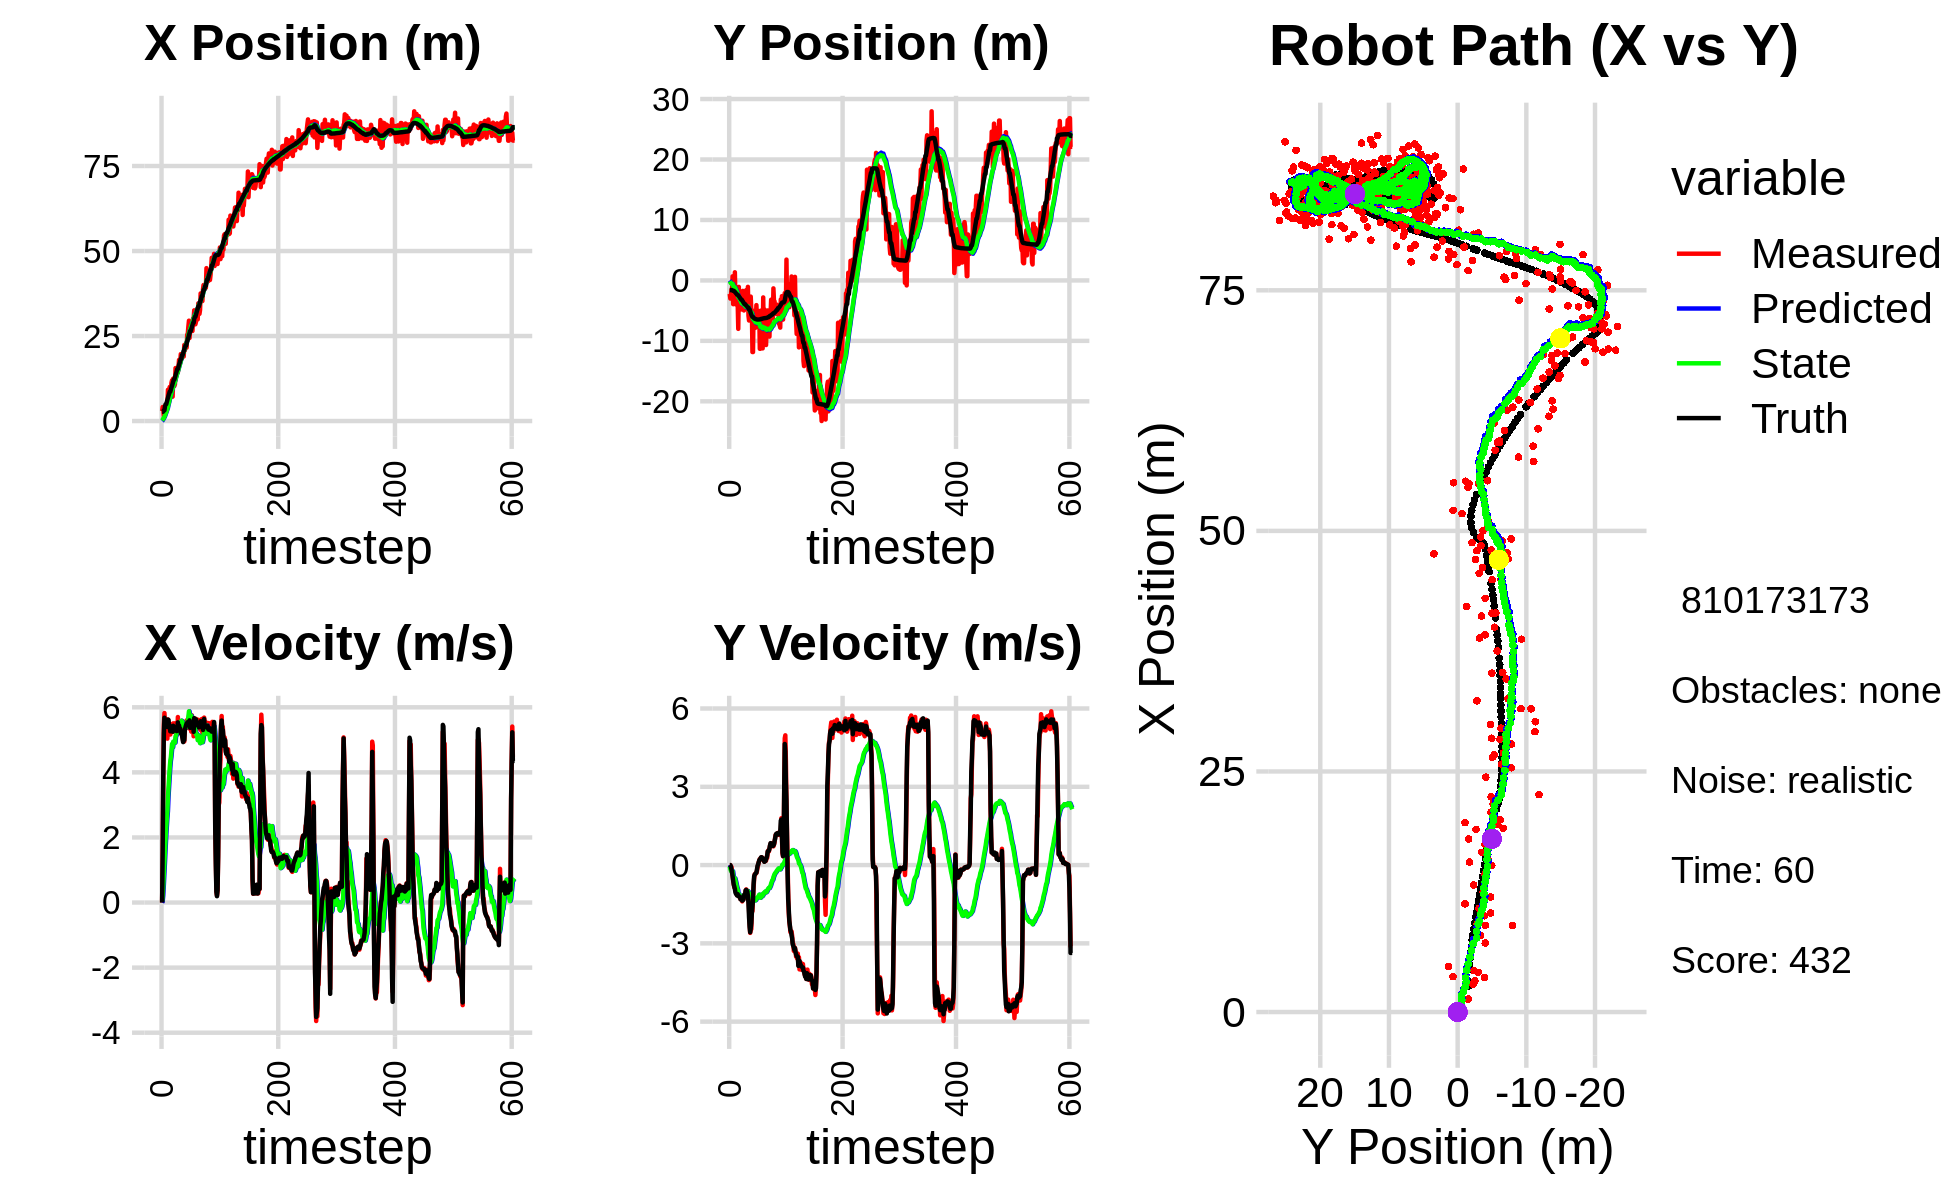 X Position (m)
75
50
25
0
0
200
400
600
timestep
Y Position (m)
30
20
10
0
-10
-20
0
200
400
600
timestep
X Velocity (m/s)
6
4
2
0
-2
-4
0
200
400
600
timestep
Y Velocity (m/s)
6
3
0
-3
-6
0
200
400
600
timestep
Robot Path (X vs Y)
X Position (m)
75
50
25
0
20 10 0 -10 -20
Y Position (m)
variable
Measured
Predicted
State
Truth
810173173
Obstacles: none
Noise: realistic
Time: 60
Score: 432